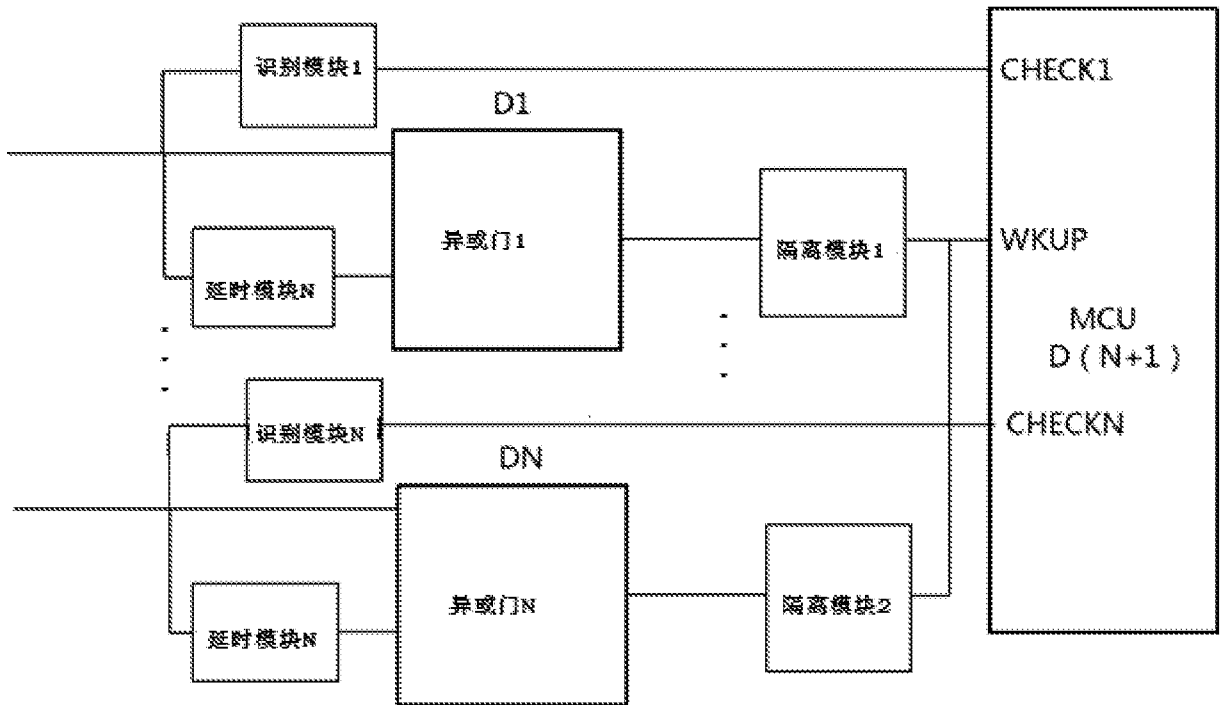 识别模块1
CHECK1
D1
异或门1
隔离模块1
WKUP
延时模块N
MCU
D（N+1）
识别模块N
CHECKN
DN
异或门N
隔离模块2
延时模块N